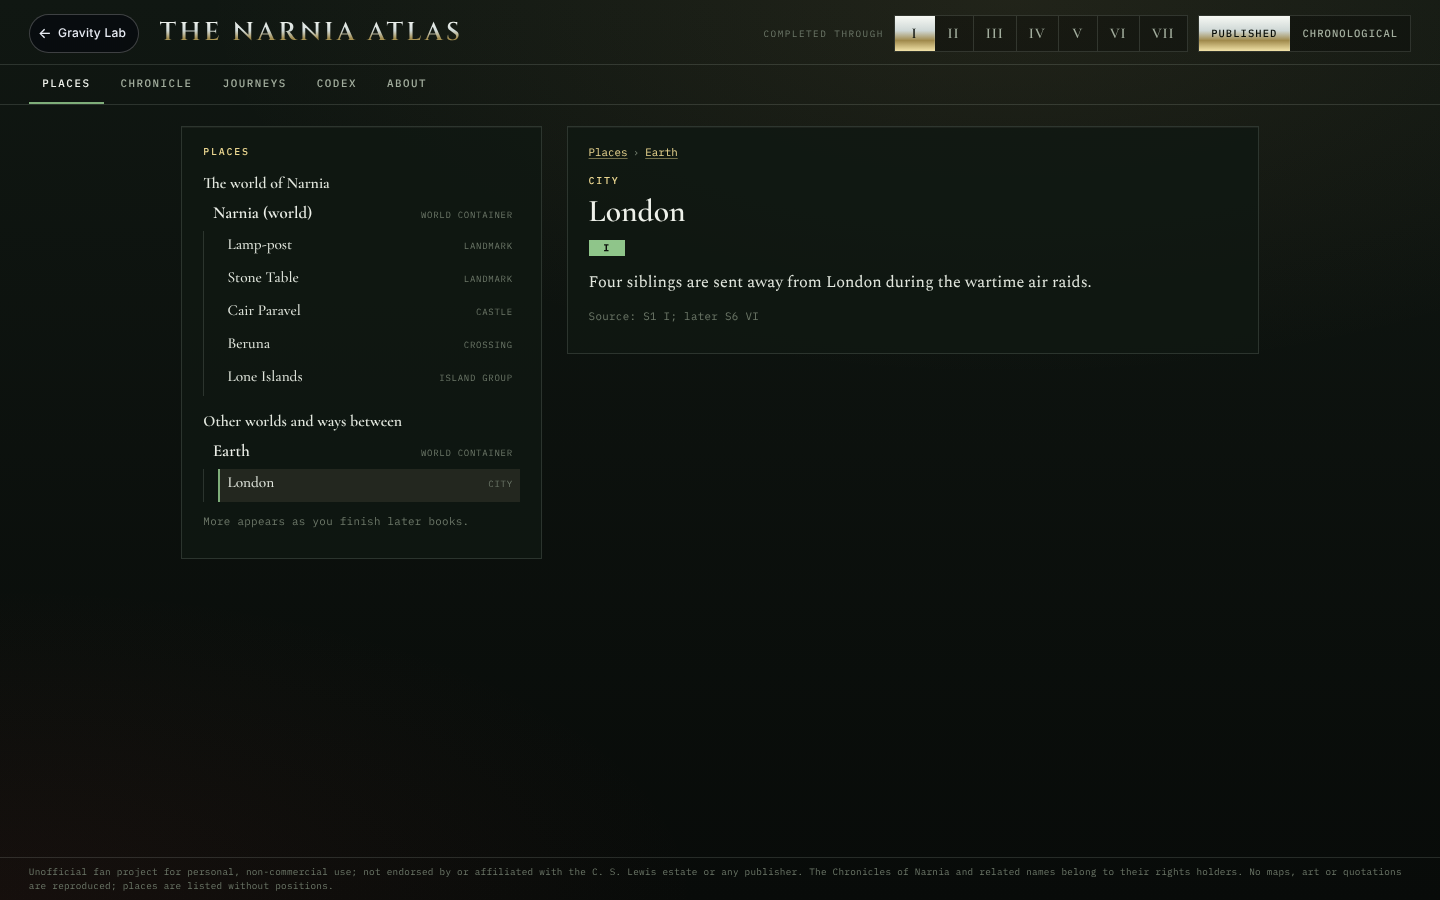 ← Gravity Lab
THE NARNIA ATLAS
COMPLETED THROUGH
I II III IV V VI VII
PUBLISHED CHRONOLOGICAL
PLACES CHRONICLE JOURNEYS CODEX ABOUT
PLACES
The world of Narnia
Narnia (world) WORLD CONTAINER
Lamp-post LANDMARK
Stone Table LANDMARK
Cair Paravel CASTLE
Beruna CROSSING
Lone Islands ISLAND GROUP
Other worlds and ways between
Earth WORLD CONTAINER
London CITY
More appears as you finish later books.
Places › Earth
CITY
London
I
Four siblings are sent away from London during the wartime air raids.
Source: S1 I; later S6 VI
Unofficial fan project for personal, non-commercial use; not endorsed by or affiliated with the C. S. Lewis estate or any publisher. The Chronicles of Narnia and related names belong to their rights holders. No maps, art or quotations
are reproduced; places are listed without positions.